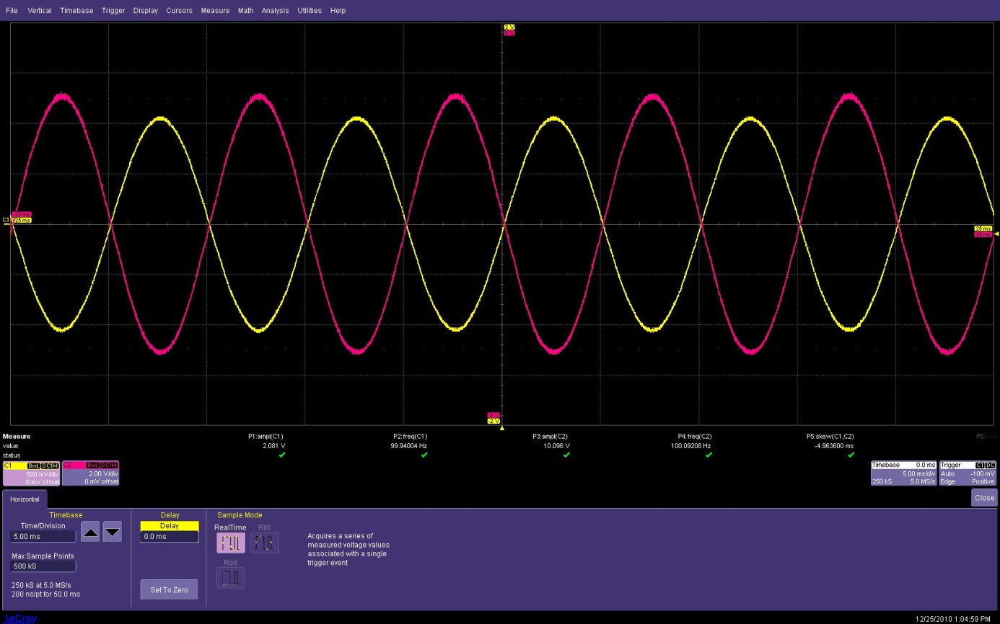 File Vertical Timebase Trigger Display Cursors Measure Math Analysis Utilities Help
2 V
8 V
-25 ms
C1 -25 ms
25 ms
25 ms
-8 V
-2 V
Measure P1:ampl(C1) P2:freq(C1) P3:ampl(C2) P4:freq(C2) P5:skew(C1,C2) P6:- - -
value 2.081 V 99.94004 Hz 10.096 V 100.09208 Hz -4.963600 ms
status
C1 BwL DC1M C2 BwL DC1M Timebase 0.0 ms Trigger C1 DC
500 mV/div 2.00 V/div 5.00 ms/div Auto -100 mV
0 mV offset 0 mV offset 250 kS 5.0 MS/s Edge Positive
Horizontal Close
Timebase Delay Sample Mode
Time/Division Delay RealTime RIS
5.00 ms 0.0 ms
Acquires a series of
measured voltage values
associated with a single
trigger event
Max Sample Points Roll
500 kS
250 kS at 5.0 MS/s Set To Zero
200 ns/pt for 50.0 ms
LeCroy 12/25/2010 1:04:59 PM